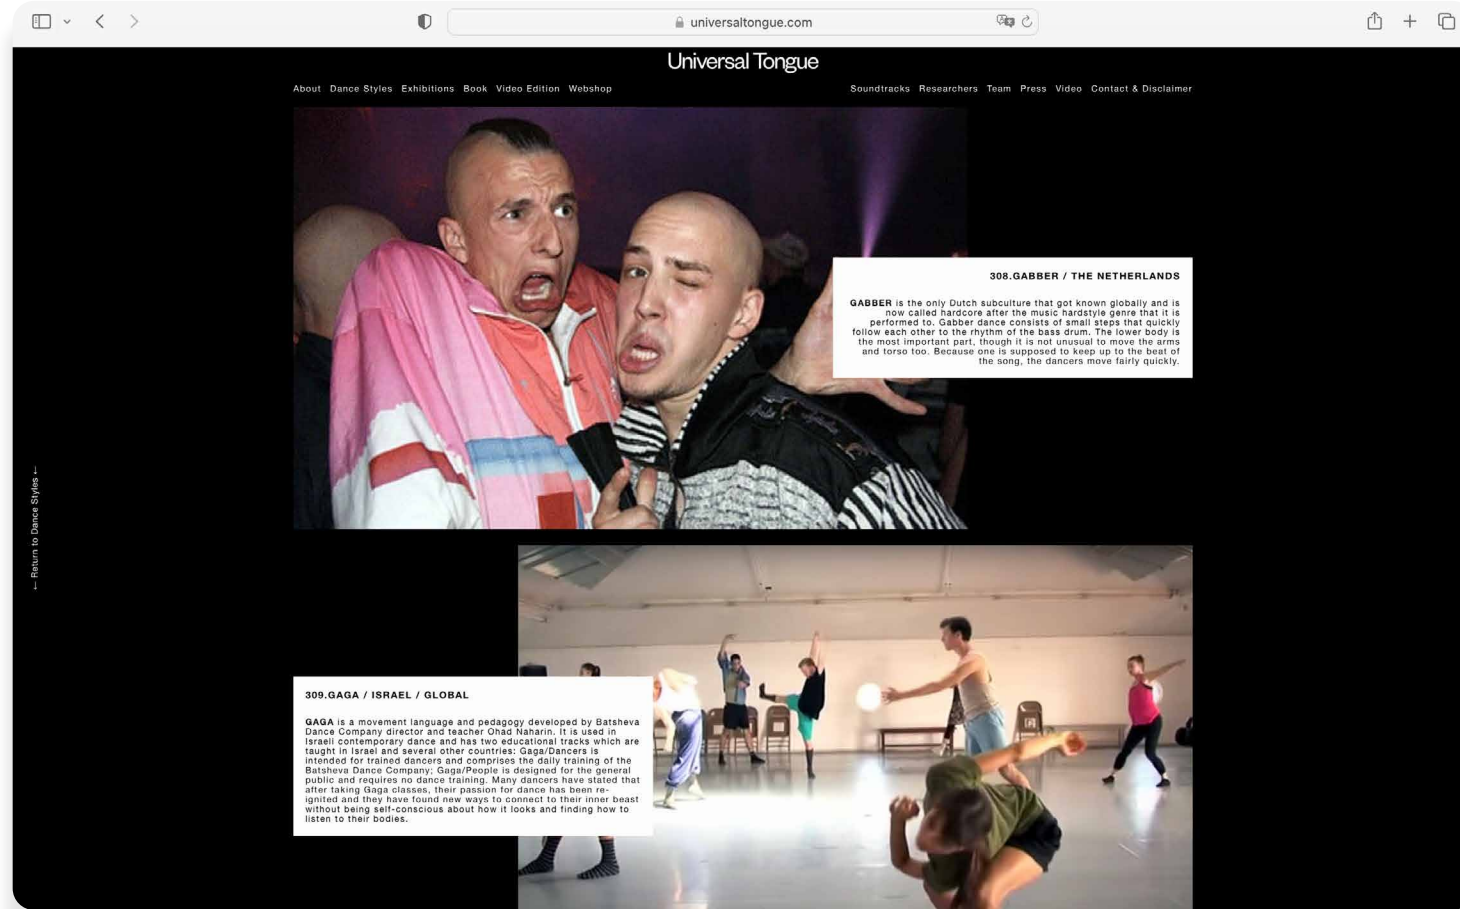 universaltongue.com
Universal Tongue
About Dance Styles Exhibitions Book Video Edition Webshop
Soundtracks Researchers Team Press Video Contact & Disclaimer
308.GABBER / THE NETHERLANDS
GABBER is the only Dutch subculture that got known globally and is
now called hardcore after the music hardstyle genre that it is
performed to. Gabber dance consists of small steps that quickly
follow each other to the rhythm of the bass drum. The lower body is
the most important part, though it is not unusual to move the arms
and torso too. Because one is supposed to keep up to the beat of
the song, the dancers move fairly quickly.
← Return to Dance Styles ←
309.GAGA / ISRAEL / GLOBAL
GAGA is a movement language and pedagogy developed by Batsheva
Dance Company director and teacher Ohad Naharin. It is used in
Israeli contemporary dance and has two educational tracks which are
taught in Israel and several other countries: Gaga/Dancers is
intended for trained dancers and comprises the daily training of the
Batsheva Dance Company; Gaga/People is designed for the general
public and requires no dance training. Many dancers have stated that
after taking Gaga classes, their passion for dance has been re-
ignited and they have found new ways to connect to their inner beast
without being self-conscious about how it looks and finding how to
listen to their bodies.